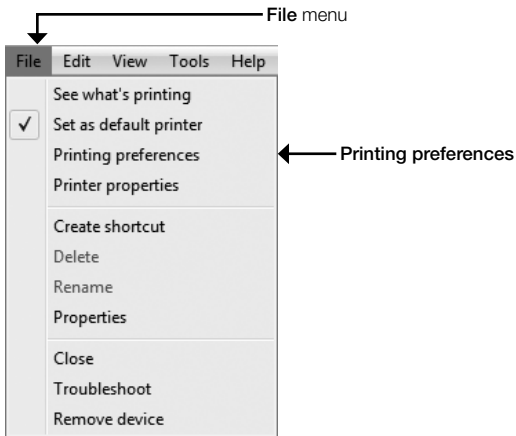 File menu
File Edit View Tools Help
See what's printing
✓ Set as default printer
Printing preferences
Printing preferences
Printer properties
Create shortcut
Delete
Rename
Properties
Close
Troubleshoot
Remove device